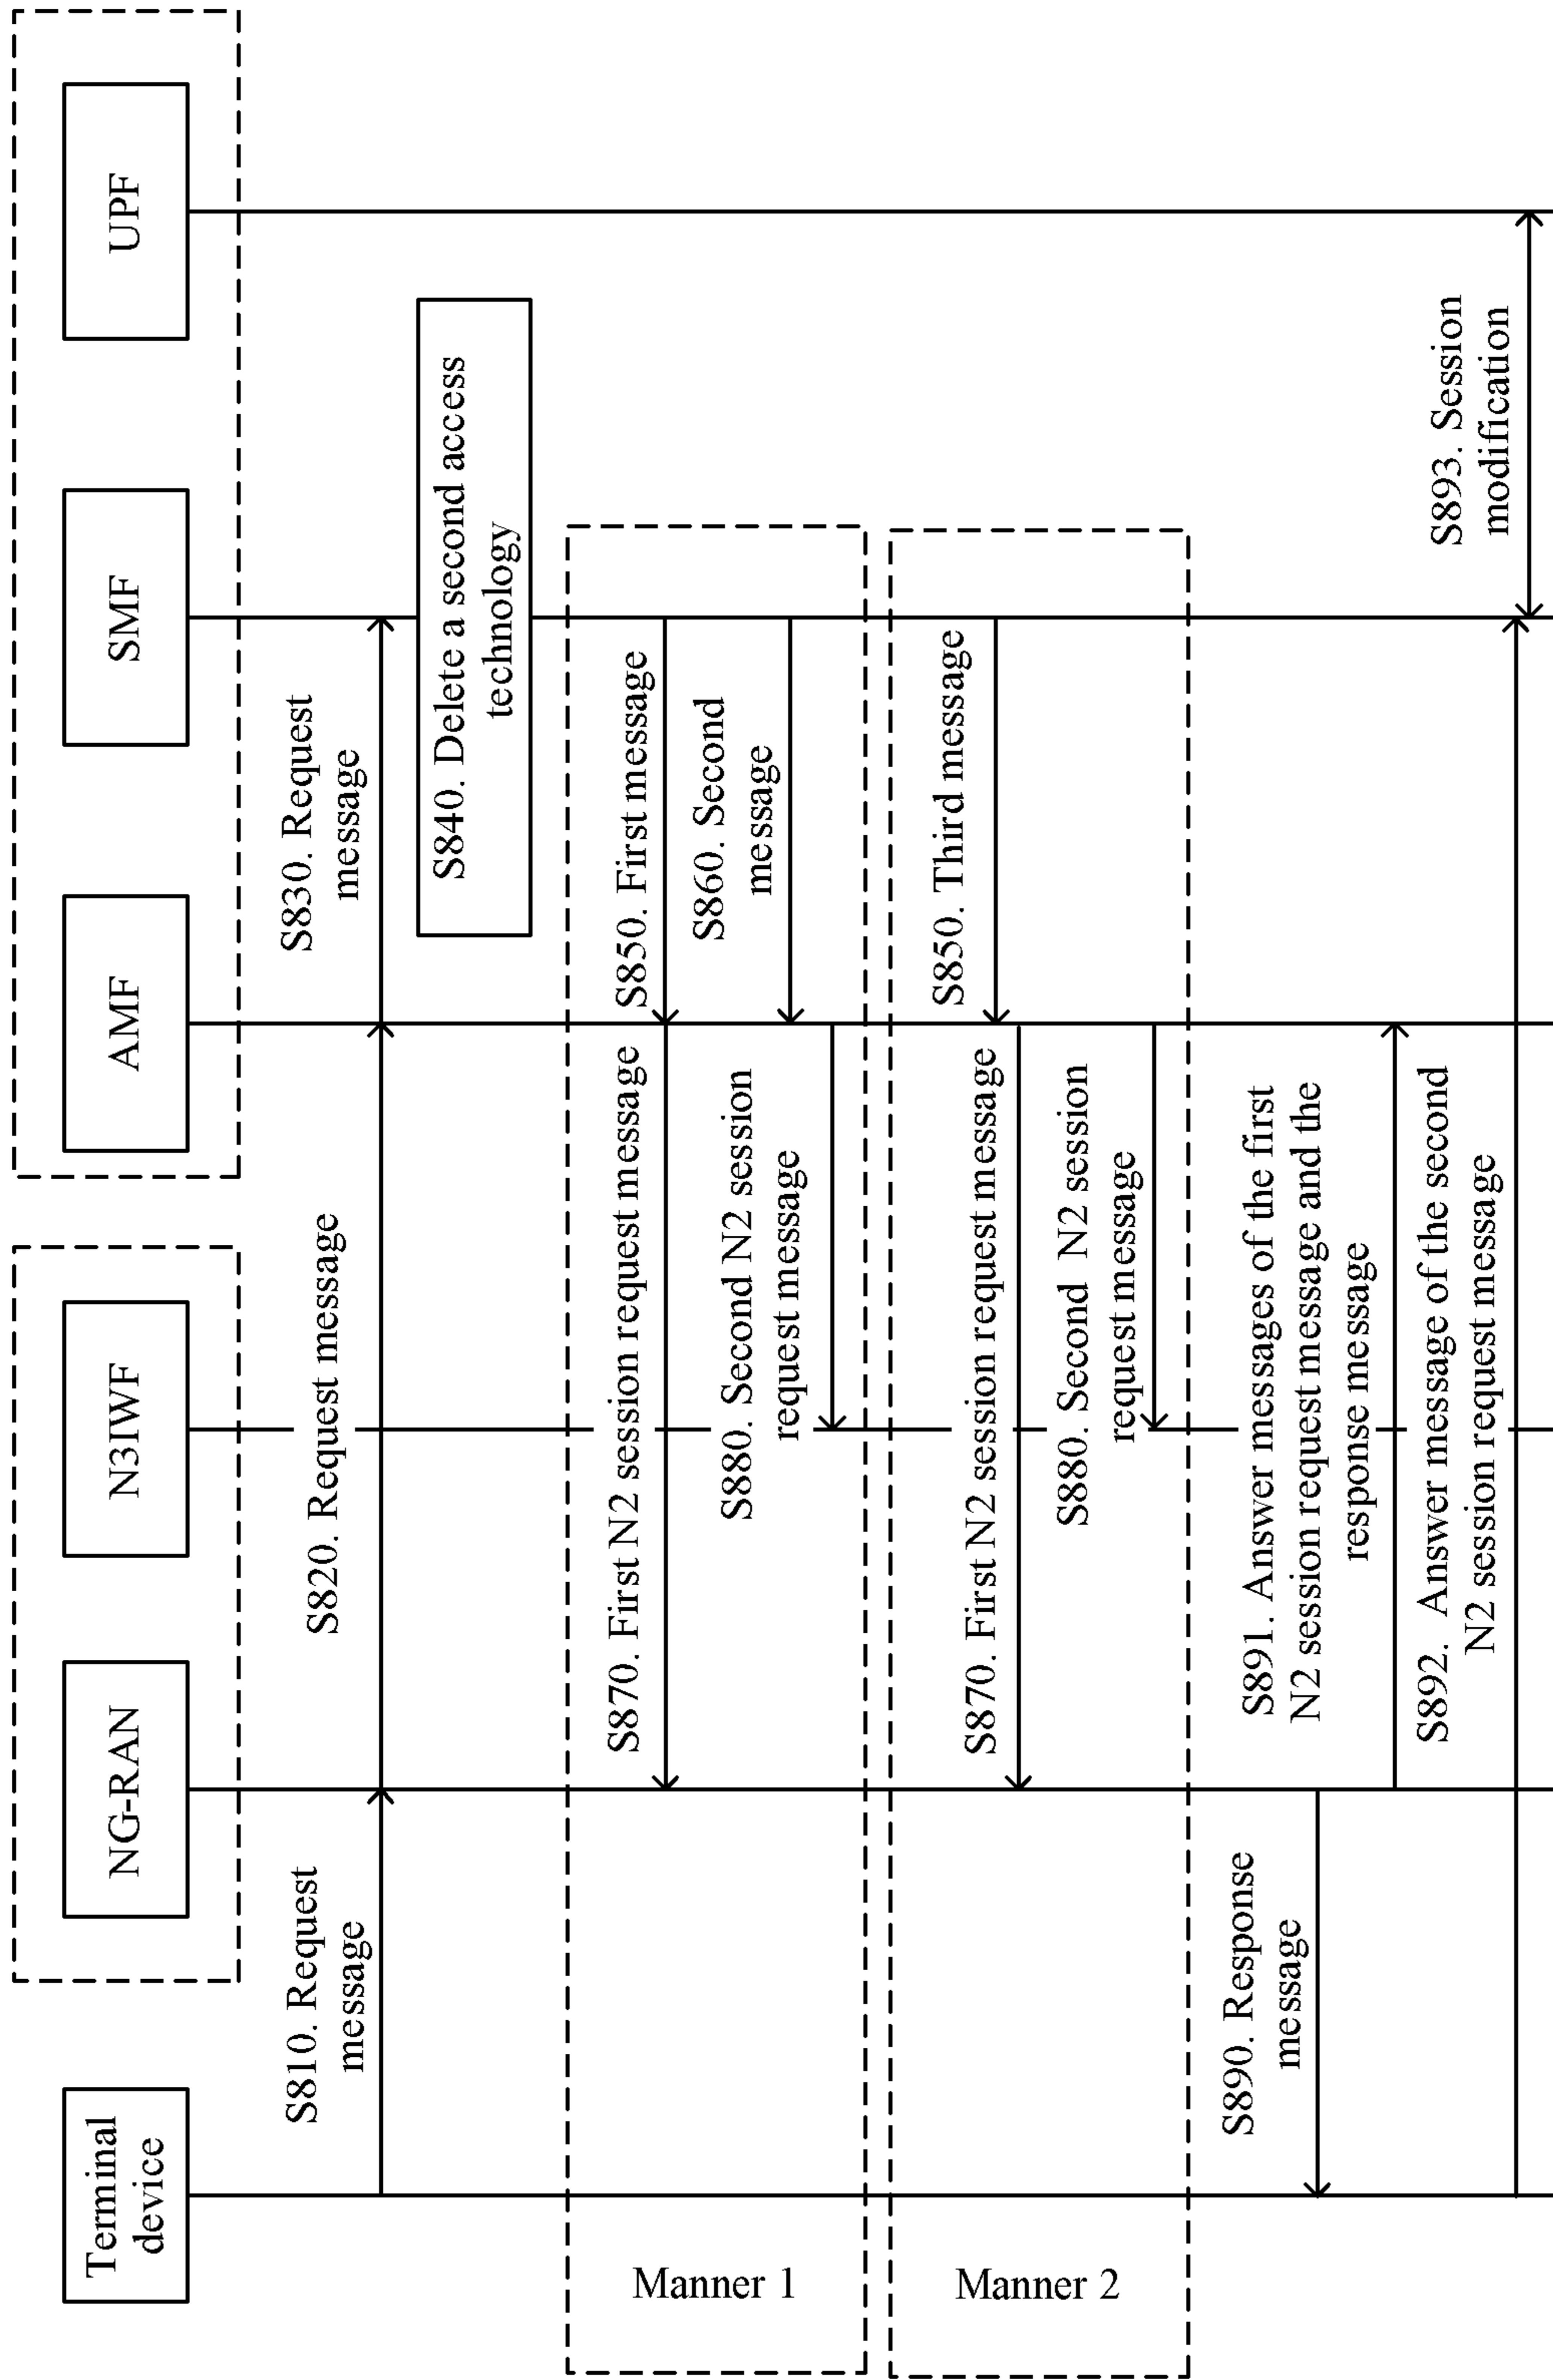 Terminal
device
NG-RAN
N3IWF
AMF
SMF
UPF
S810. Request
message
S820. Request message
S830. Request
message
S840. Delete a second access
technology
Manner 1
S850. First message
S870. First N2 session request message
S860. Second
message
S880. Second N2 session
request message
Manner 2
S850. Third message
S870. First N2 session request message
S880. Second N2 session
request message
S890. Response
message
S891. Answer messages of the first
N2 session request message and the
response message
S892. Answer message of the second
N2 session request message
S893. Session
modification